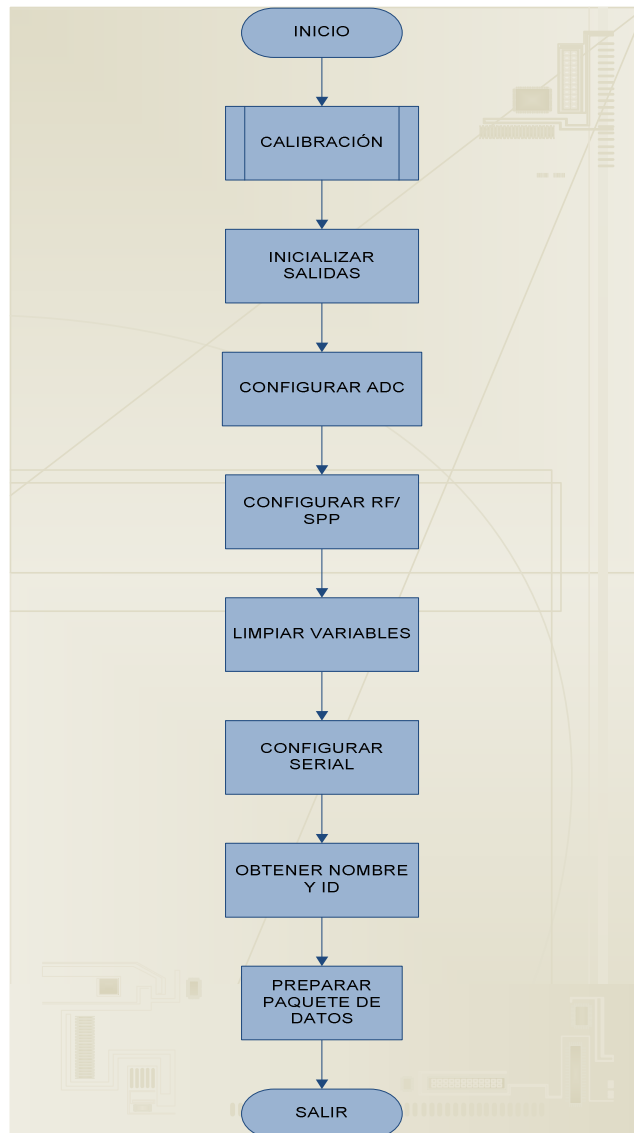 INICIO
CALIBRACIÓN
INICIALIZAR
SALIDAS
CONFIGURAR ADC
CONFIGURAR RF/
SPP
LIMPIAR VARIABLES
CONFIGURAR
SERIAL
OBTENER NOMBRE
Y ID
PREPARAR
PAQUETE DE
DATOS
SALIR